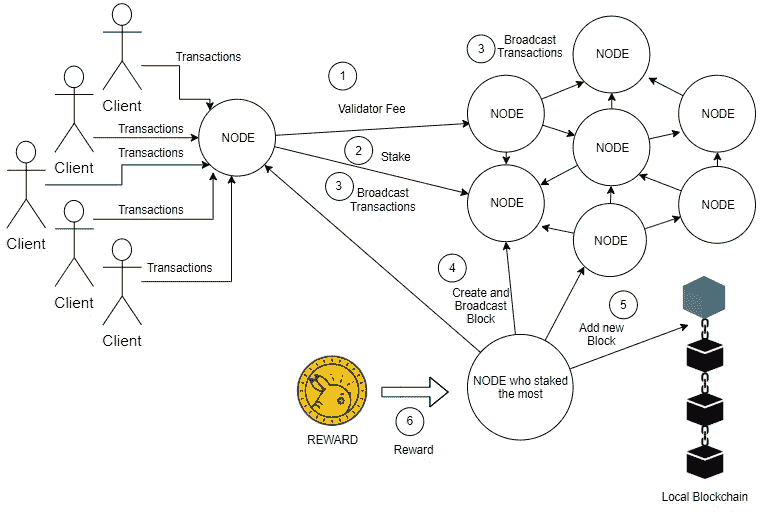 Client
Transactions
Client
Transactions
Client
Transactions
Client
Transactions
Client
Transactions
NODE
1
Validator Fee
2
Stake
3
Broadcast
Transactions
3
Broadcast
Transactions
NODE
NODE
NODE
NODE
NODE
NODE
NODE
4
Create and
Broadcast
Block
5
Add new
Block
NODE who staked
the most
REWARD
6
Reward
Local Blockchain